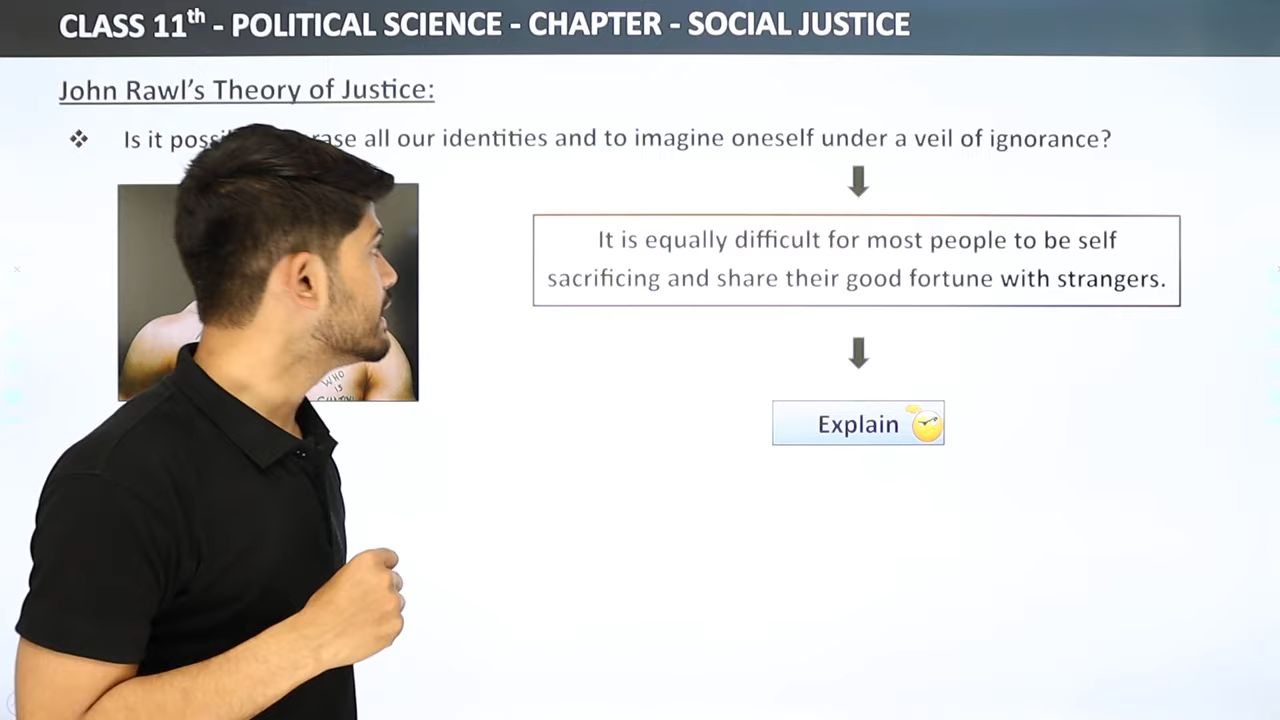 CLASS 11th - POLITICAL SCIENCE - CHAPTER - SOCIAL JUSTICE
John Rawl's Theory of Justice:
❖ Is it all our identities and to imagine oneself under a veil of ignorance?
It is equally difficult for most people to be self
sacrificing and share their good fortune with strangers.
WHO
IS
Explain